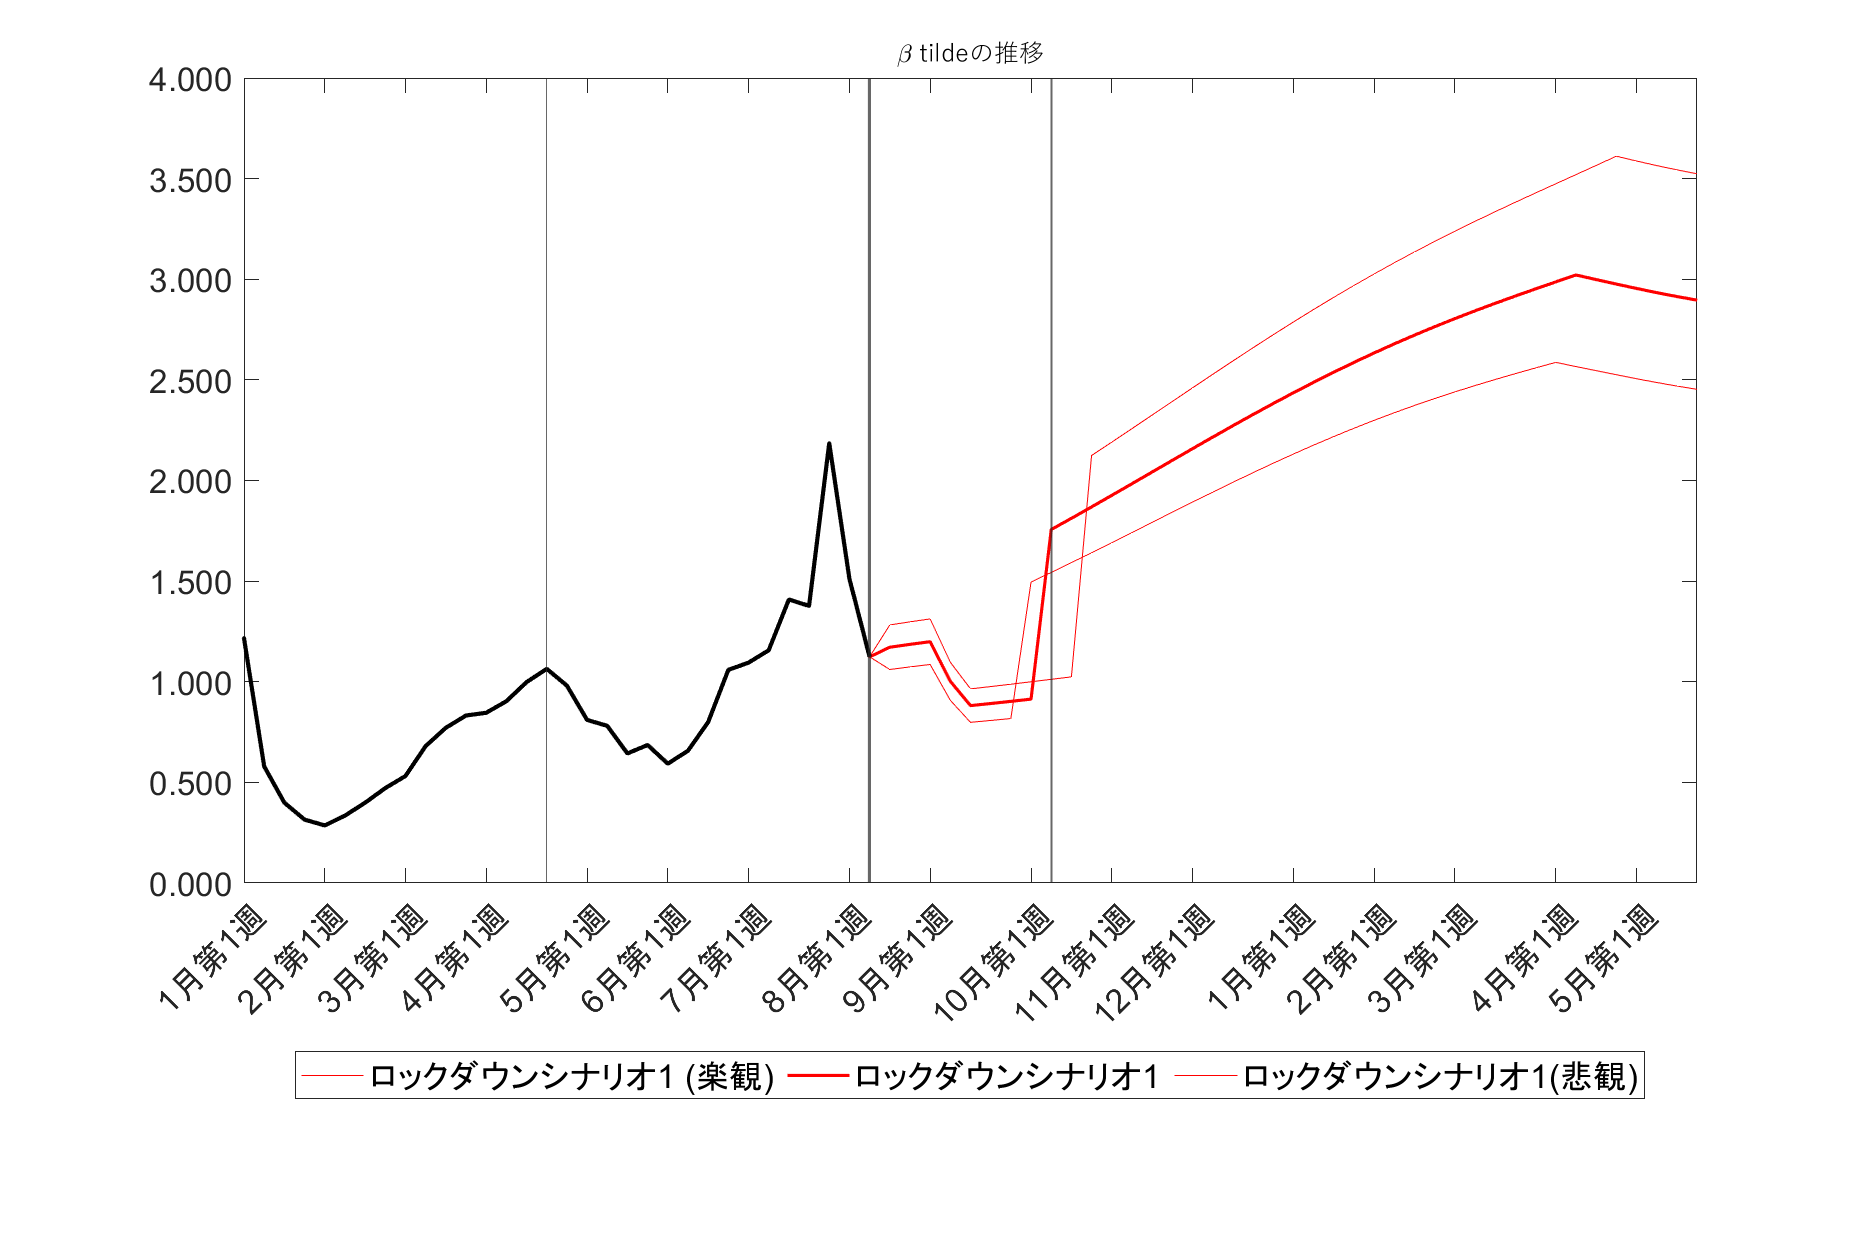 β tildeの推移
4.000
3.500
3.000
2.500
2.000
1.500
1.000
0.500
0.000
1月第1週
2月第1週
3月第1週
4月第1週
5月第1週
6月第1週
7月第1週
8月第1週
9月第1週
10月第1週
11月第1週
12月第1週
1月第1週
2月第1週
3月第1週
4月第1週
5月第1週
ロックダウンシナリオ1 (楽観)
ロックダウンシナリオ1
ロックダウンシナリオ1(悲観)